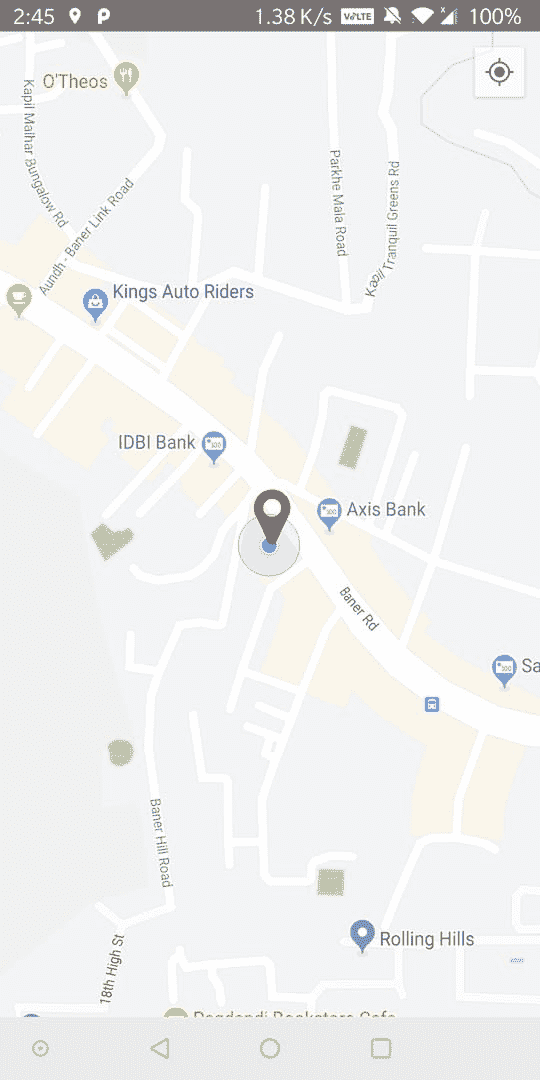 2:45 P 1.38 K/s VoLTE x 100%
O'Theos
Kapil Malhar Bungalow Rd
Aundh - Baner Link Road
Parkhe Mala Road
Kapil Tranquil Greens Rd
Kings Auto Riders
IDBI Bank
Axis Bank
Baner Rd
Sa
Baner Hill Road
Rolling Hills
18th High St